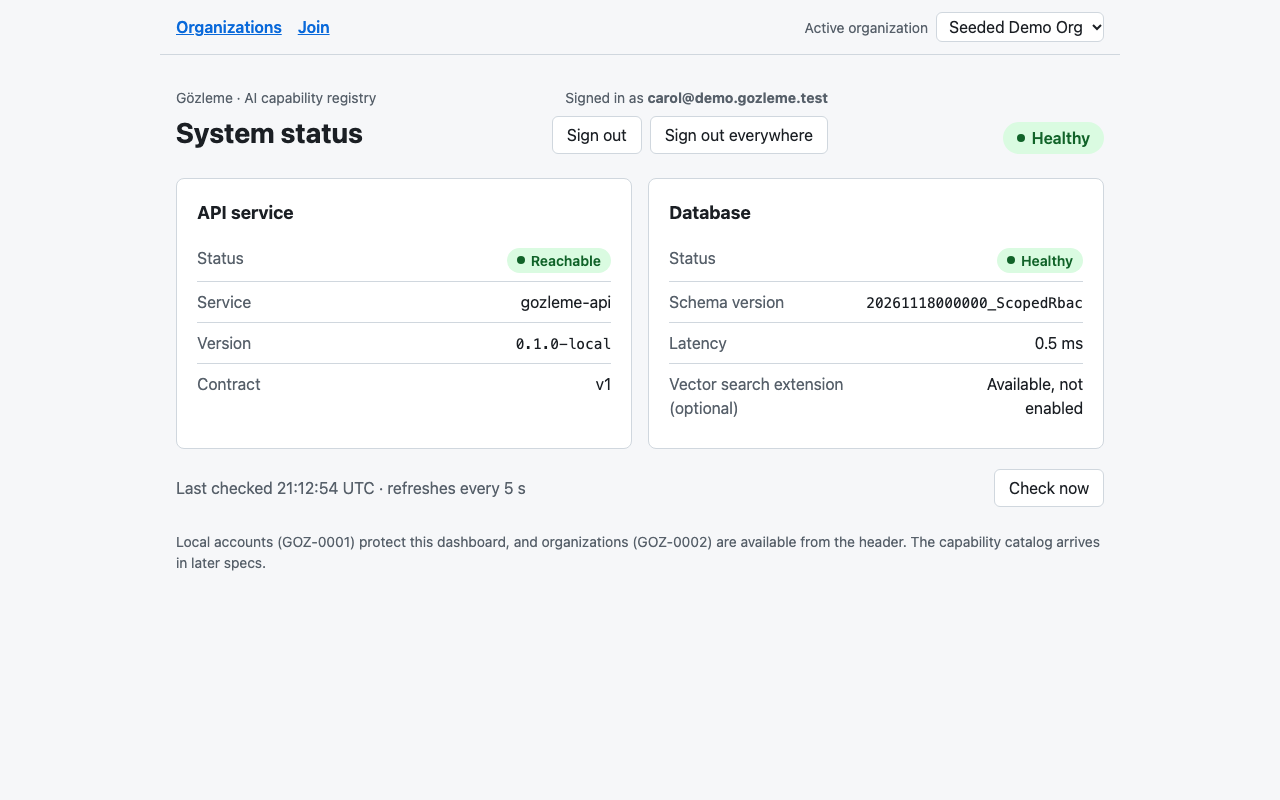 Organizations Join Active organization Seeded Demo Org
Gözleme · AI capability registry
System status
Signed in as carol@demo.gozleme.test
Sign out Sign out everywhere
Healthy
API service
Status Reachable
Service gozleme-api
Version 0.1.0-local
Contract v1
Database
Status Healthy
Schema version 20261118000000_ScopedRbac
Latency 0.5 ms
Vector search extension (optional) Available, not enabled
Last checked 21:12:54 UTC · refreshes every 5 s Check now
Local accounts (GOZ-0001) protect this dashboard, and organizations (GOZ-0002) are available from the header. The capability catalog arrives
in later specs.